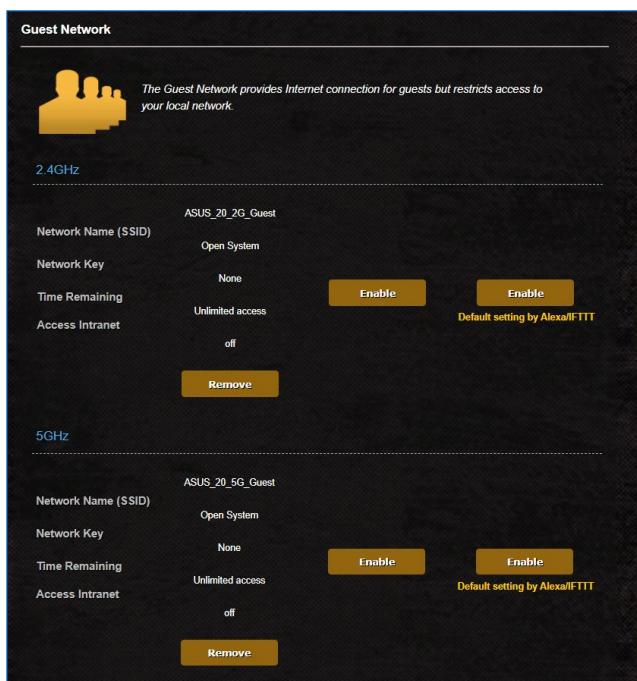 Guest Network
The Guest Network provides Internet connection for guests but restricts access to
your local network.
2.4GHz
ASUS_20_2G_Guest
Network Name (SSID)
Open System
Network Key
None
Time Remaining
Unlimited access
Access Intranet
off
Remove
Enable
Enable
Default setting by Alexa/IFTTT
5GHz
ASUS_20_5G_Guest
Network Name (SSID)
Open System
Network Key
None
Time Remaining
Unlimited access
Access Intranet
off
Remove
Enable
Enable
Default setting by Alexa/IFTTT